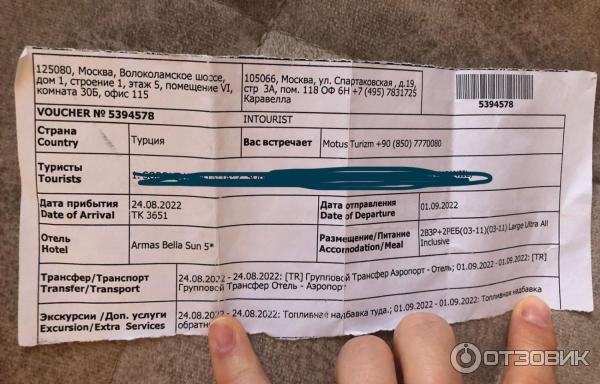 125080, Москва, Волоколамское шоссе,
дом 1, строение 1, этаж 5, помещение VI,
комната 30Б, офис 115
105066, Москва, ул. Спартаковская , д.19,
стр 3А, пом. 118 ОФ 6Н +7 (495) 7831725
Каравелла
5394578
VOUCHER № 5394578
INTOURIST
Страна
Country
Турция
Вас встречает
Motus Turizm +90 (850) 7770080
Туристы
Tourists
Дата прибытия
Date of Arrival
24.08.2022
TK 3651
Дата отправления
Date of Departure
01.09.2022
Отель
Hotel
Armas Bella Sun 5*
Размещение/Питание
Accomodation/Meal
2ВЗР+2РЕБ(03-11)(03-11) Large Ultra All
Inclusive
Трансфер/Транспорт
Transfer/Transport
24.08.2022 - 24.08.2022: [TR] Групповой Трансфер Аэропорт - Отель; 01.09.2022 - 01.09.2022: [TR]
Групповой Трансфер Отель - Аэропорт
Экскурсии /Доп. услуги
Excursion/Extra Services
24.08.2022 - 24.08.2022: Топливная надбавка туда.; 01.09.2022 - 01.09.2022: Топливная надбавка
обратно
ОТЗОВИК